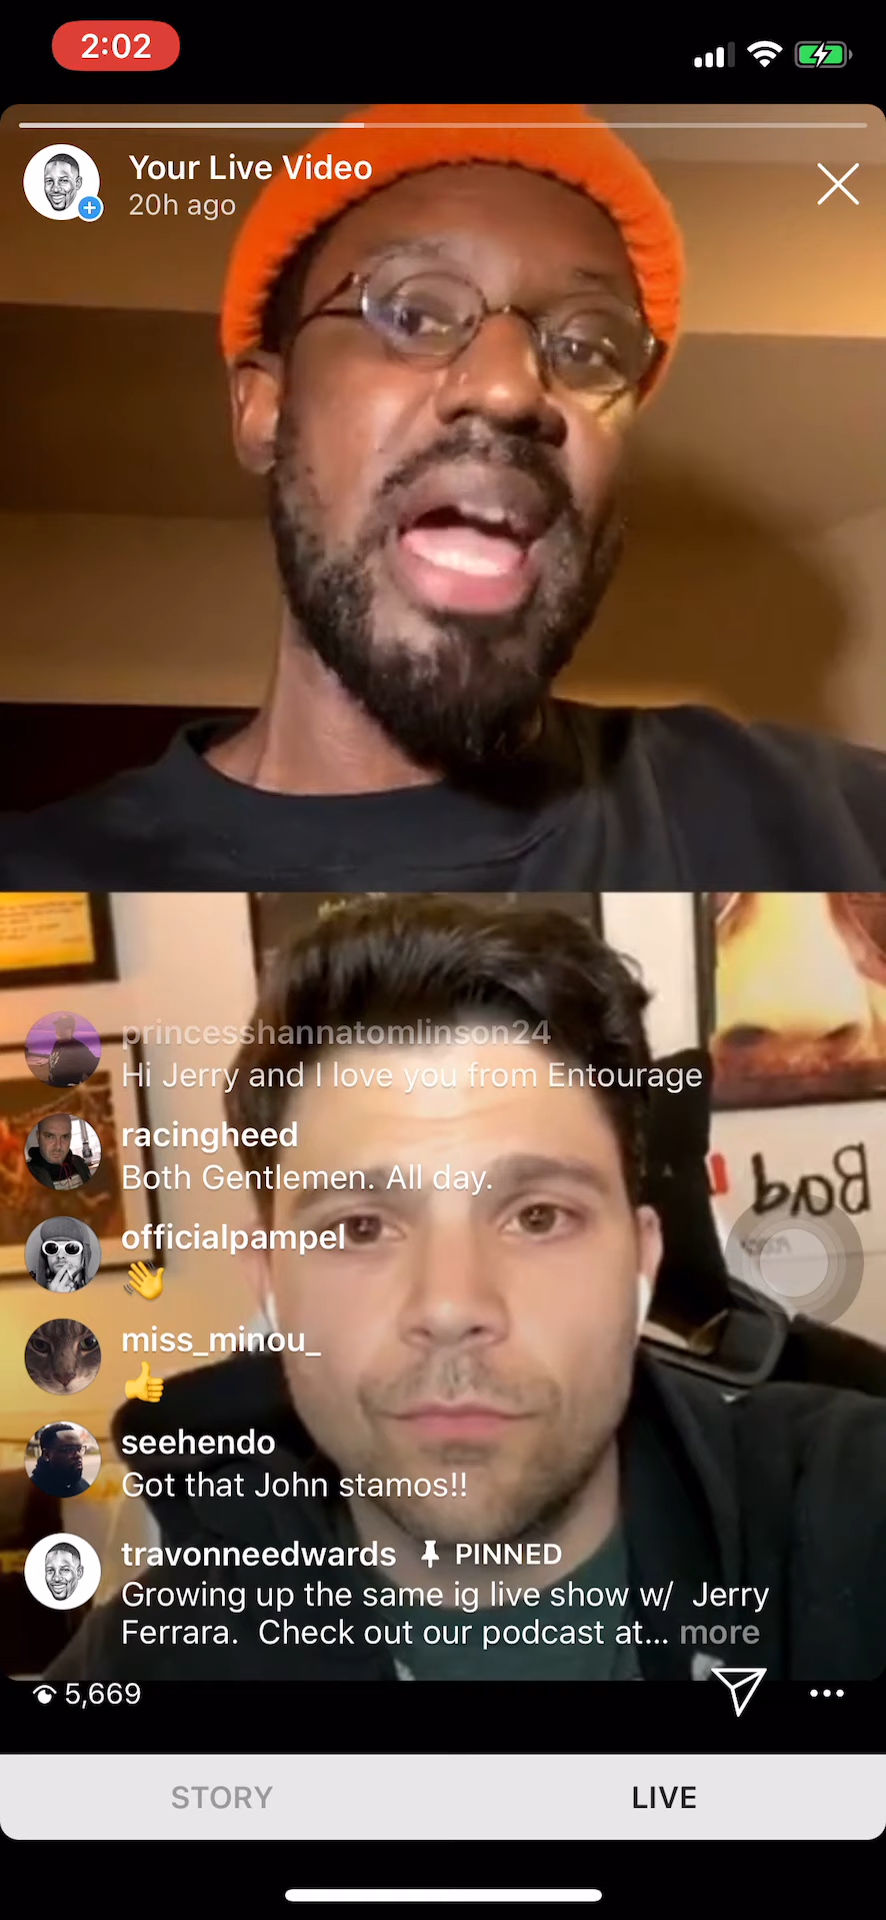 2:02
Your Live Video
20h ago
princesshannatomlinson24
Hi Jerry and I love you from Entourage
racingheed
Both Gentlemen. All day.
officialpampel
👋
miss_minou_
👍
seehendo
Got that John stamos!!
travonneedwards PINNED
Growing up the same ig live show w/ Jerry
Ferrara. Check out our podcast at... more
5,669
STORY LIVE